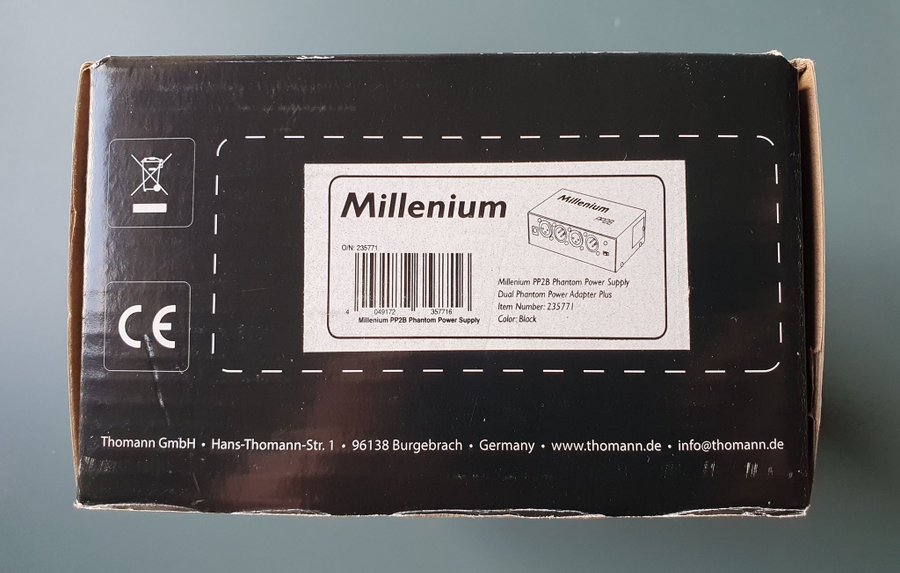 Millenium
O/N: 235771
4 049172 357716
Millenium PP2B Phantom Power Supply
Millenium
PP2B
Millenium PP2B Phantom Power Supply
Dual Phantom Power Adapter Plus
Item Number: 235771
Color: Black
CE
Thomann GmbH • Hans-Thomann-Str. 1 • 96138 Burgebrach • Germany • www.thomann.de • info@thomann.de